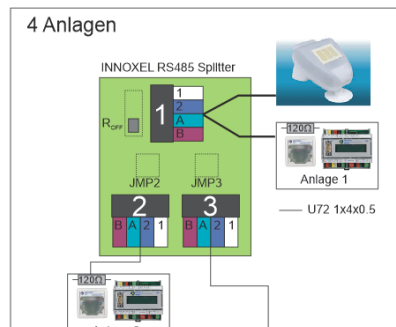 4 Anlagen
INNOXEL RS485 Splitter
ROFF
1
1
2
A
B
120Ω
Anlage 1
JMP2
JMP3
U72 1x4x0.5
2
3
B A 2 1
B A 2 1
120Ω